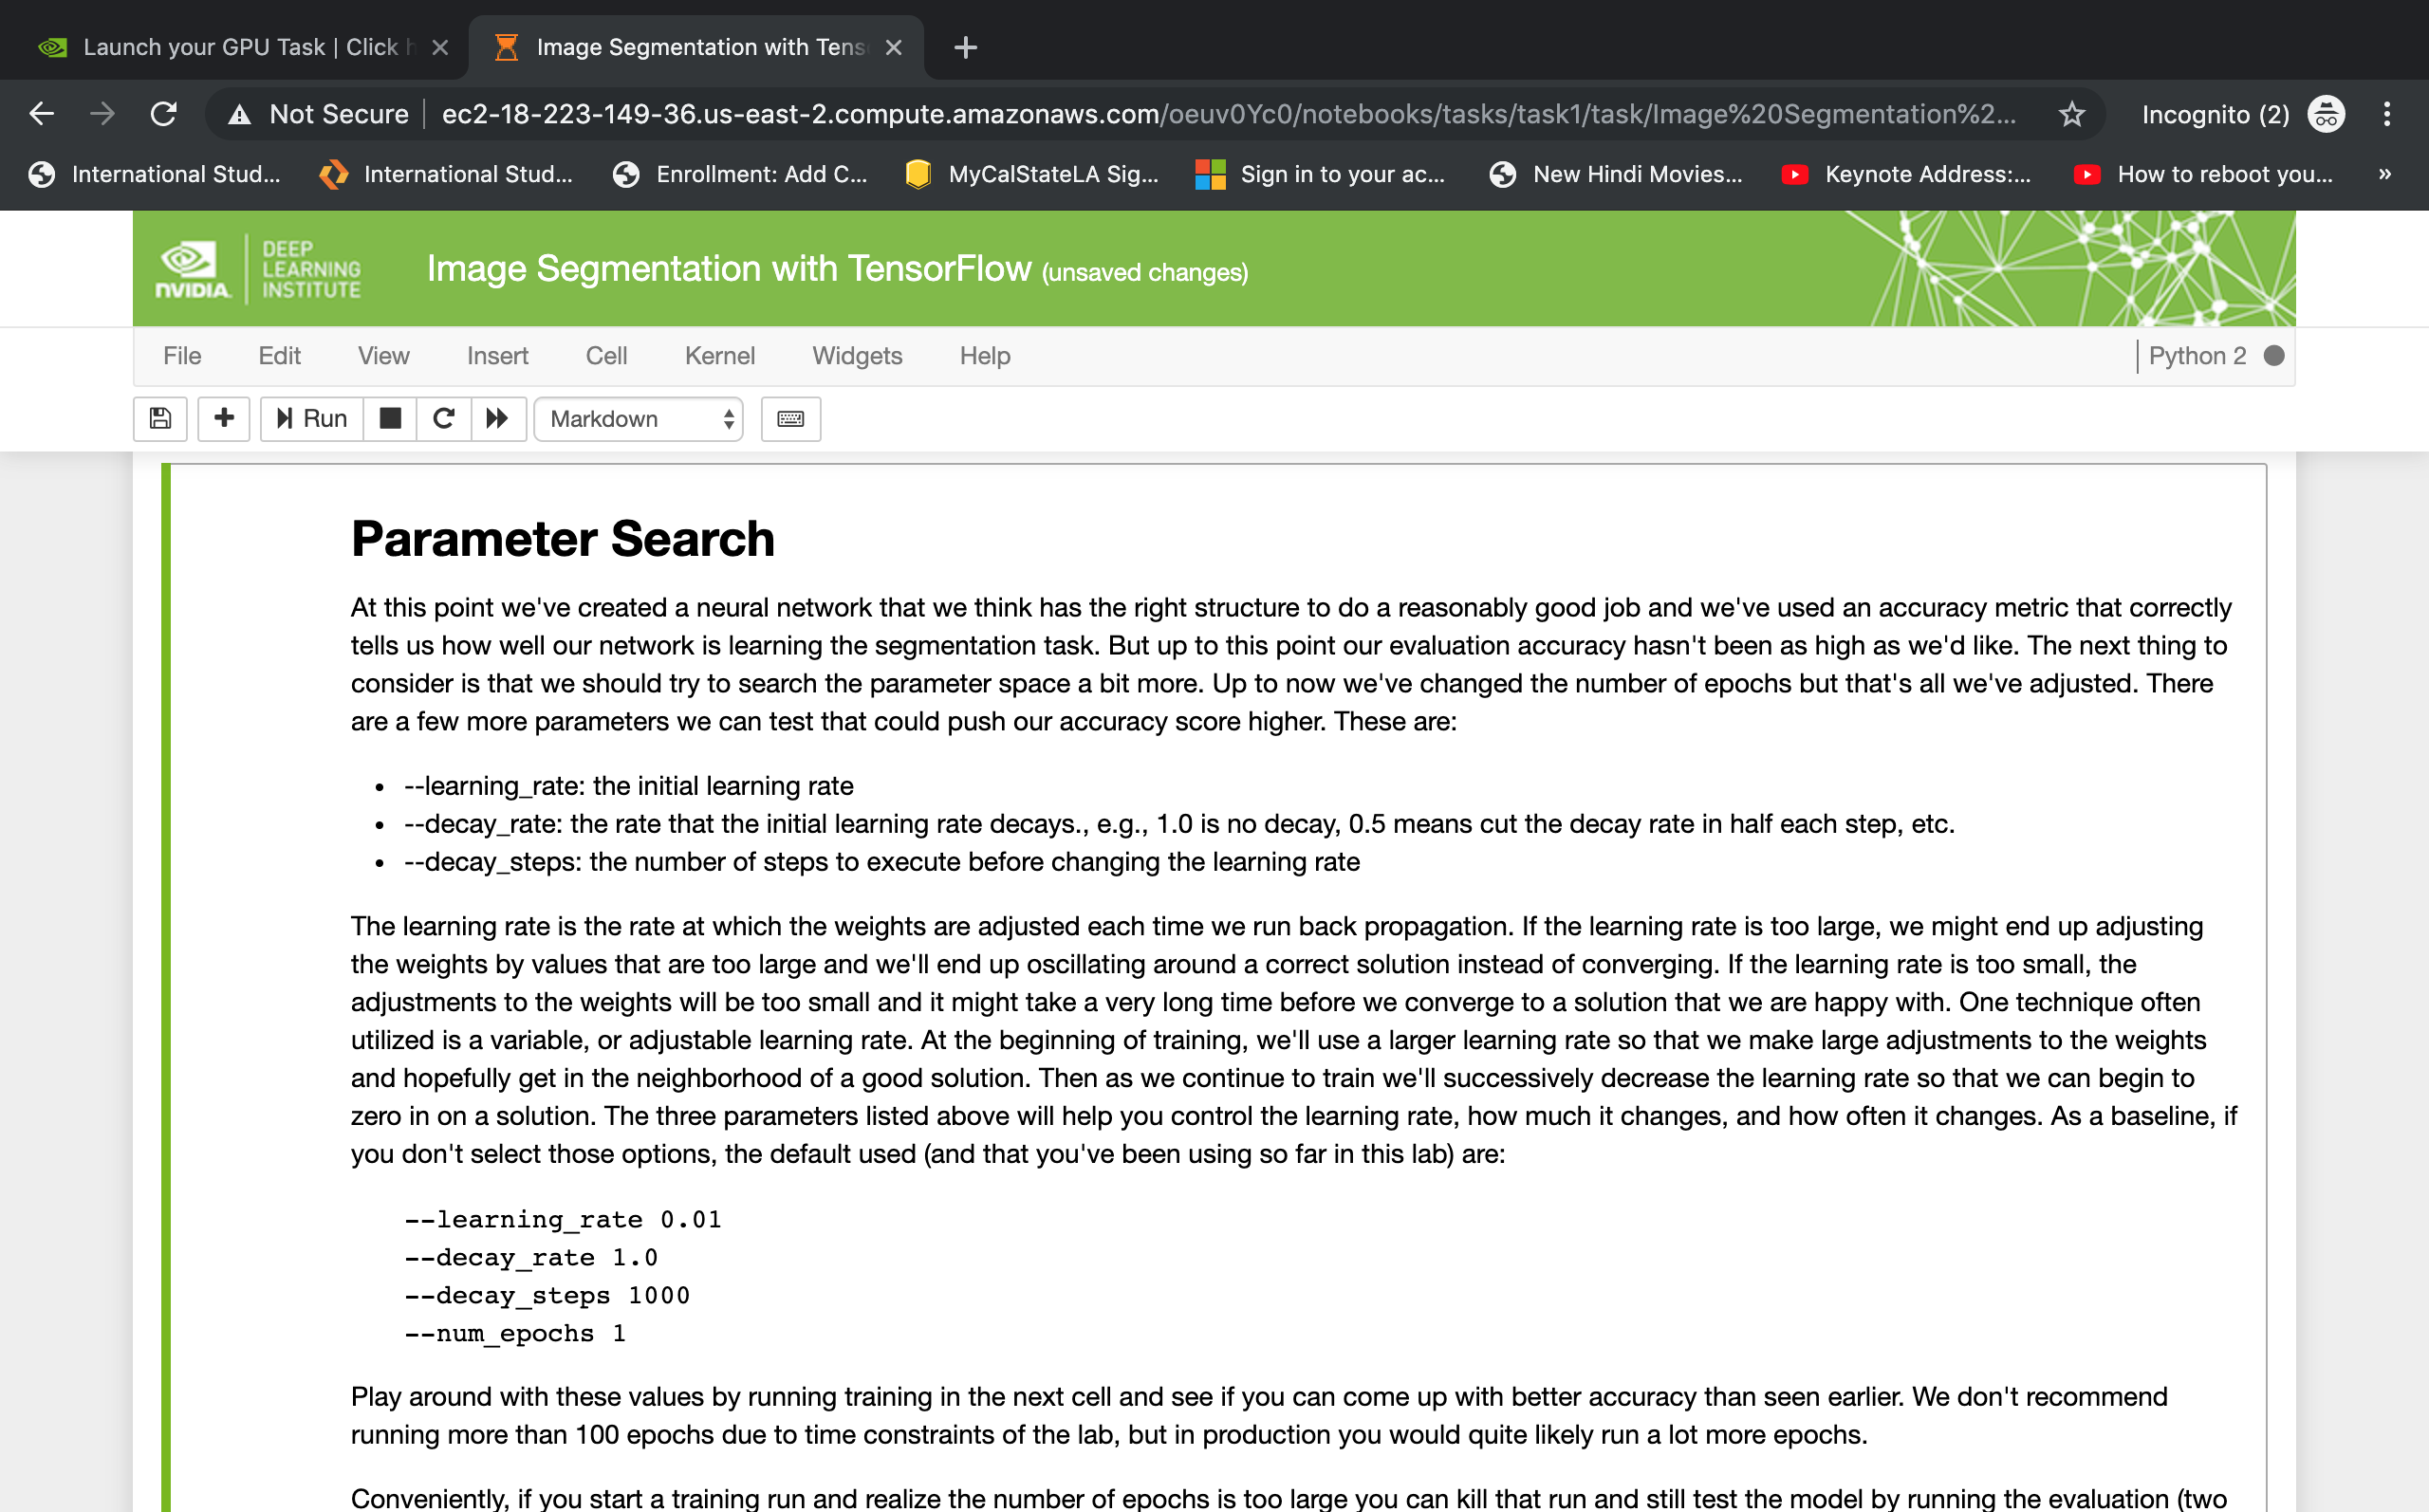 Launch your GPU Task | Click h
Image Segmentation with Tens
Not Secure ec2-18-223-149-36.us-east-2.compute.amazonaws.com/oeuv0Yc0/notebooks/tasks/task1/task/Image%20Segmentation%2... Incognito (2)
International Stud... International Stud... Enrollment: Add C... MyCalStateLA Sig... Sign in to your ac... New Hindi Movies... Keynote Address:... How to reboot you... »
NVIDIA DEEP LEARNING INSTITUTE
Image Segmentation with TensorFlow (unsaved changes)
File Edit View Insert Cell Kernel Widgets Help Python 2
Run Markdown
Parameter Search
At this point we've created a neural network that we think has the right structure to do a reasonably good job and we've used an accuracy metric that correctly
tells us how well our network is learning the segmentation task. But up to this point our evaluation accuracy hasn't been as high as we'd like. The next thing to
consider is that we should try to search the parameter space a bit more. Up to now we've changed the number of epochs but that's all we've adjusted. There
are a few more parameters we can test that could push our accuracy score higher. These are:
• --learning_rate: the initial learning rate
• --decay_rate: the rate that the initial learning rate decays., e.g., 1.0 is no decay, 0.5 means cut the decay rate in half each step, etc.
• --decay_steps: the number of steps to execute before changing the learning rate
The learning rate is the rate at which the weights are adjusted each time we run back propagation. If the learning rate is too large, we might end up adjusting
the weights by values that are too large and we'll end up oscillating around a correct solution instead of converging. If the learning rate is too small, the
adjustments to the weights will be too small and it might take a very long time before we converge to a solution that we are happy with. One technique often
utilized is a variable, or adjustable learning rate. At the beginning of training, we'll use a larger learning rate so that we make large adjustments to the weights
and hopefully get in the neighborhood of a good solution. Then as we continue to train we'll successively decrease the learning rate so that we can begin to
zero in on a solution. The three parameters listed above will help you control the learning rate, how much it changes, and how often it changes. As a baseline, if
you don't select those options, the default used (and that you've been using so far in this lab) are:
--learning_rate 0.01
--decay_rate 1.0
--decay_steps 1000
--num_epochs 1
Play around with these values by running training in the next cell and see if you can come up with better accuracy than seen earlier. We don't recommend
running more than 100 epochs due to time constraints of the lab, but in production you would quite likely run a lot more epochs.
Conveniently, if you start a training run and realize the number of epochs is too large you can kill that run and still test the model by running the evaluation (two